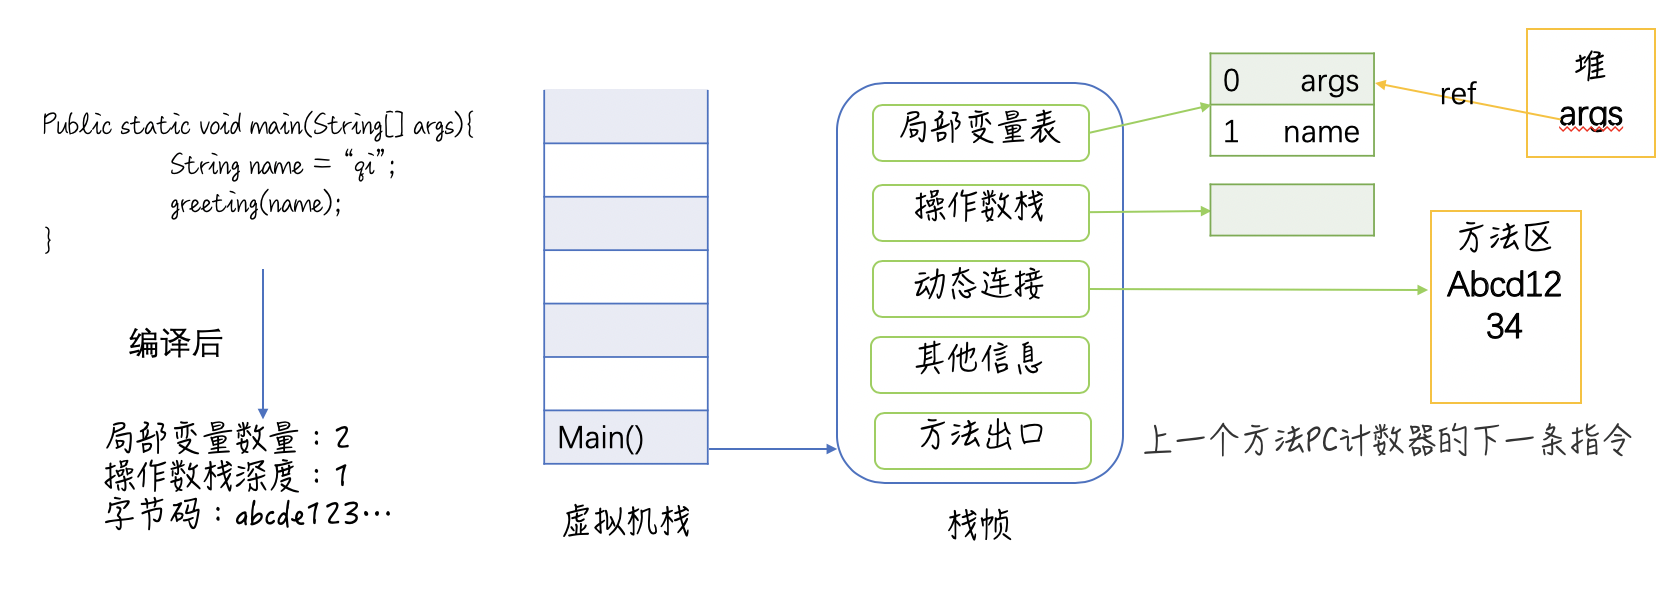 Public static void main(String[] args){
String name = “qi”;
greeting(name);
}
编译后
局部变量数量：2
操作数栈深度：1
字节码：abcde123…
Main()
虚拟机栈
局部变量表
操作数栈
动态连接
其他信息
方法出口
栈帧
0 args
1 name
ref
堆
args
方法区
Abcd12
34
上一个方法PC计数器的下一条指令